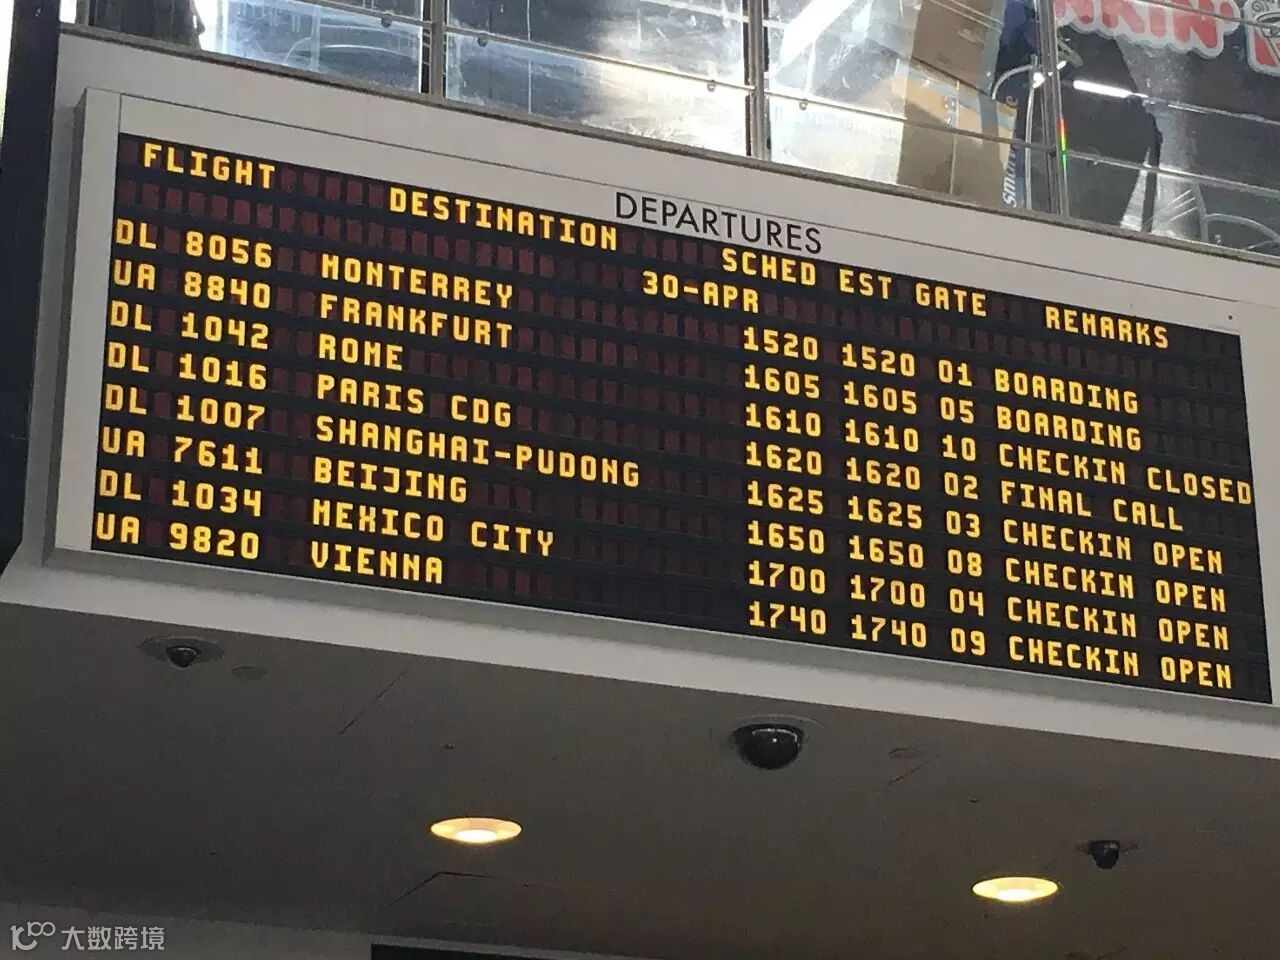 NKIN'
smart
DEPARTURES
FLIGHT DESTINATION SCHED EST GATE REMARKS
30-APR
DL 8056 MONTERREY 1520 1520 01 BOARDING
UA 8840 FRANKFURT 1605 1605 05 BOARDING
DL 1042 ROME 1610 1610 10 CHECKIN CLOSED
DL 1016 PARIS CDG 1620 1620 02 FINAL CALL
DL 1007 SHANGHAI-PUDONG 1625 1625 03 CHECKIN OPEN
UA 7611 BEIJING 1650 1650 08 CHECKIN OPEN
DL 1034 MEXICO CITY 1700 1700 04 CHECKIN OPEN
UA 9820 VIENNA 1740 1740 09 CHECKIN OPEN
大数跨境